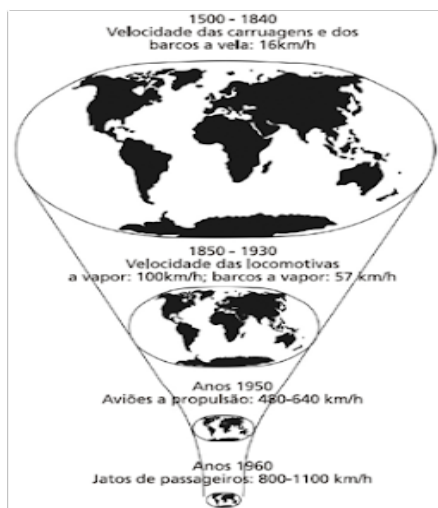 1500 - 1840
Velocidade das carruagens e dos
barcos a vela: 16km/h
1850 - 1930
Velocidade das locomotivas
a vapor: 100km/h; barcos a vapor: 57 km/h
Anos 1950
Aviões a propulsão: 480-640 km/h
Anos 1960
Jatos de passageiros: 800-1100 km/h